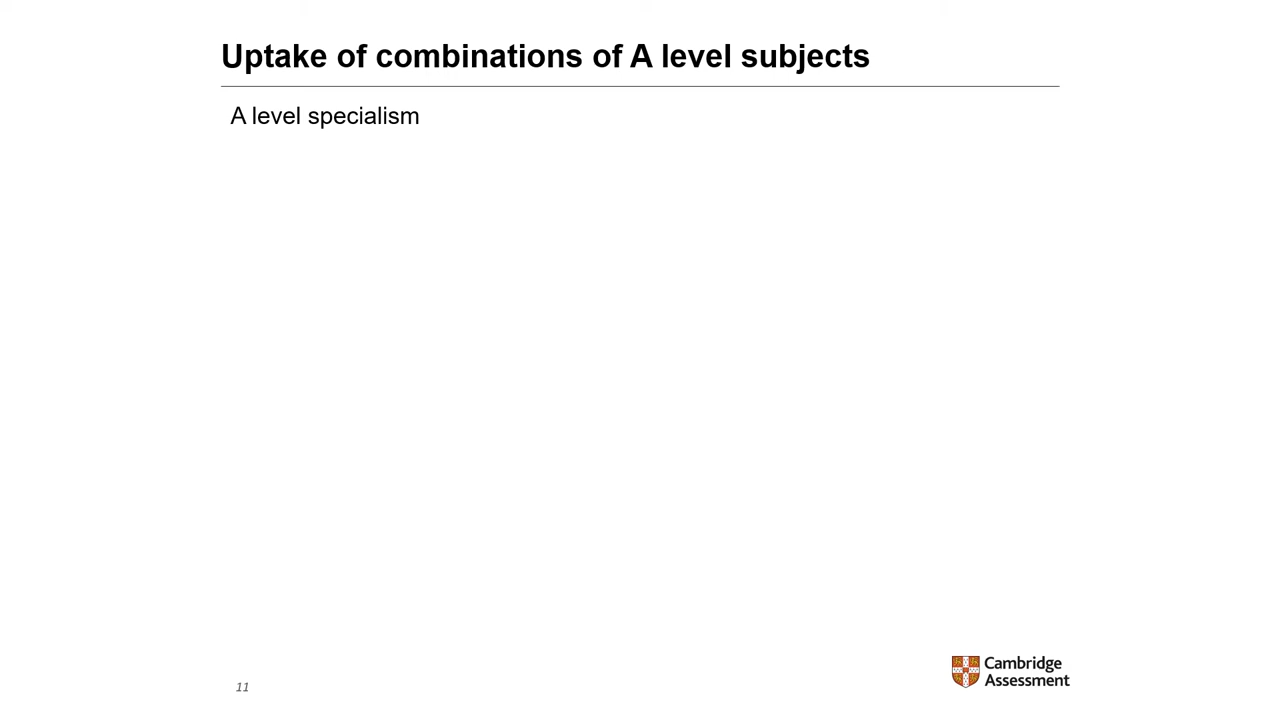 Uptake of combinations of A level subjects
A level specialism
11
Cambridge
Assessment